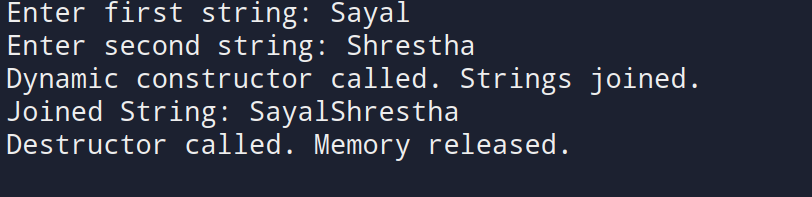 Enter first string: Sayal
Enter second string: Shrestha
Dynamic constructor called. Strings joined.
Joined String: SayalShrestha
Destructor called. Memory released.